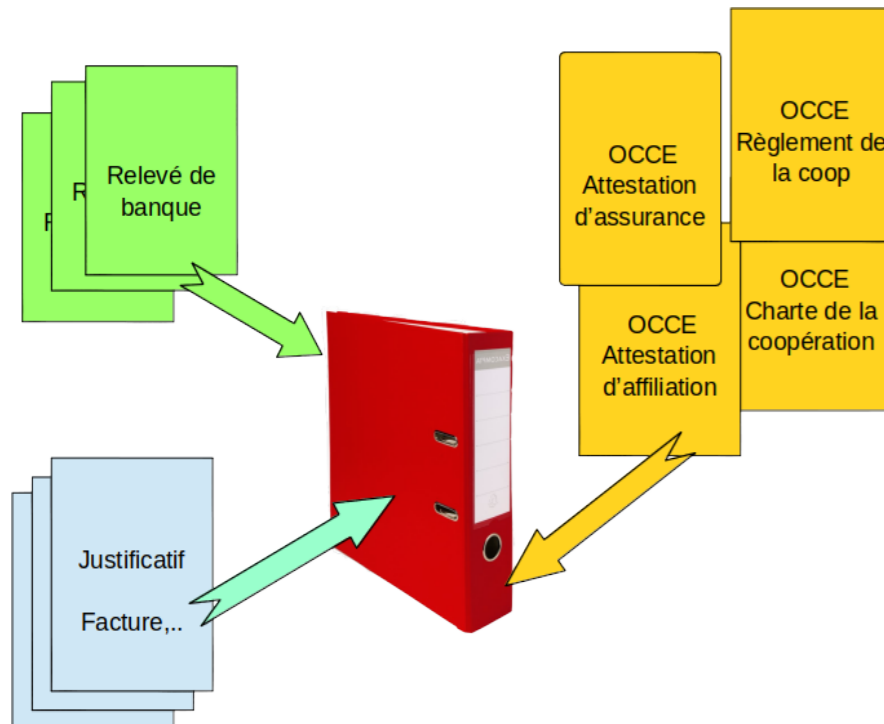 Relevé de
banque
R
F
OCCE
Attestation
d'assurance
OCCE
Règlement de
la coop
OCCE
Attestation
d'affiliation
OCCE
Charte de la
coopération
Justificatif
Facture,..